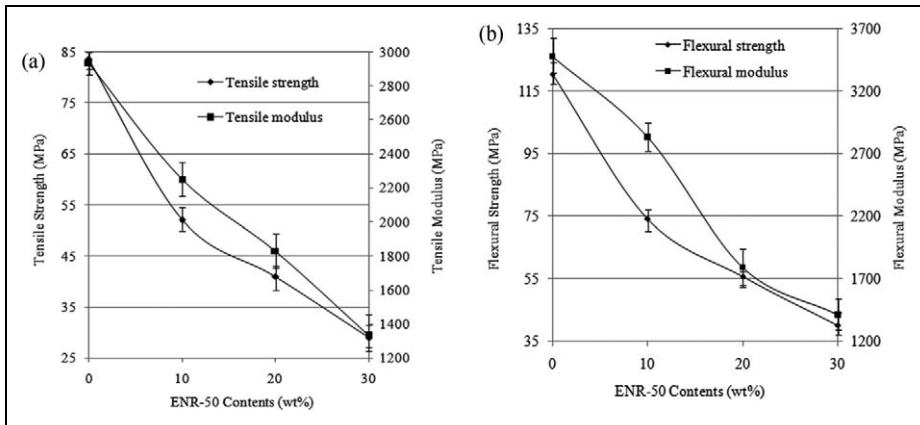 (a)
Tensile Strength (MPa)
85
75
65
55
45
35
25
Tensile strength
Tensile modulus
3000
2800
2600
2400
2200
2000
1800
1600
1400
1200
Tensile Modulus (MPa)
0 10 20 30
ENR-50 Contents (wt%)
(b)
Flexural Strength (MPa)
135
115
95
75
55
35
Flexural strength
Flexural modulus
3700
3200
2700
2200
1700
1200
Flexural Modulus (MPa)
0 10 20 30
ENR-50 Contents (wt%)